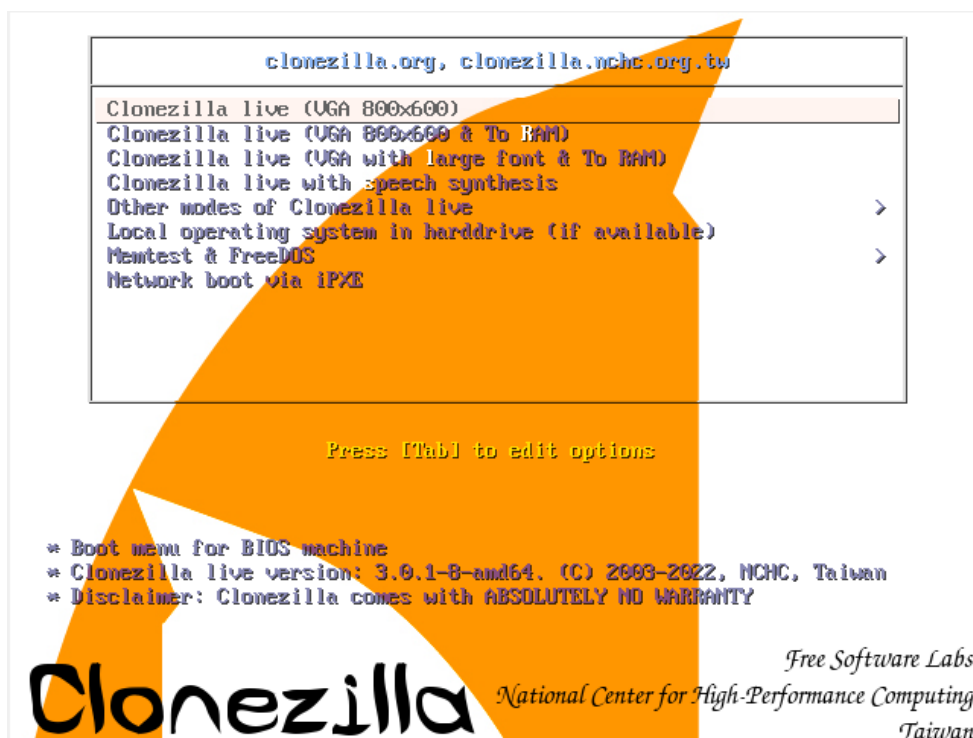 clonezilla.org, clonezilla.nchc.org.tw
Clonezilla live (VGA 800x600)
Clonezilla live (VGA 800x600 & To RAM)
Clonezilla live (VGA with large font & To RAM)
Clonezilla live with speech synthesis
Other modes of Clonezilla live >
Local operating system in harddrive (if available)
Memtest & FreeDOS >
Network boot via iPXE
Press [Tab] to edit options
* Boot menu for BIOS machine
* Clonezilla live version: 3.0.1-8-amd64. (C) 2003-2022, NCHC, Taiwan
* Disclaimer: Clonezilla comes with ABSOLUTELY NO WARRANTY
Clonezilla
Free Software Labs
National Center for High-Performance Computing
Taiwan